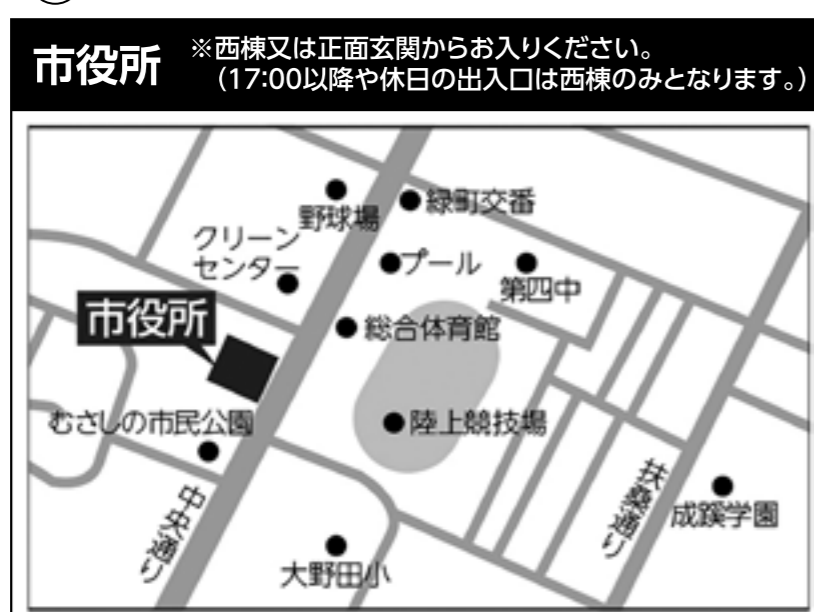 市役所
※西棟又は正面玄関からお入りください。
(17:00以降や休日の出入口は西棟のみとなります。)
野球場
緑町交番
クリーン
センター
プール
第四中
市役所
総合体育館
むさしの市民公園
陸上競技場
中央通り
扶桑通り
成蹊学園
大野田小